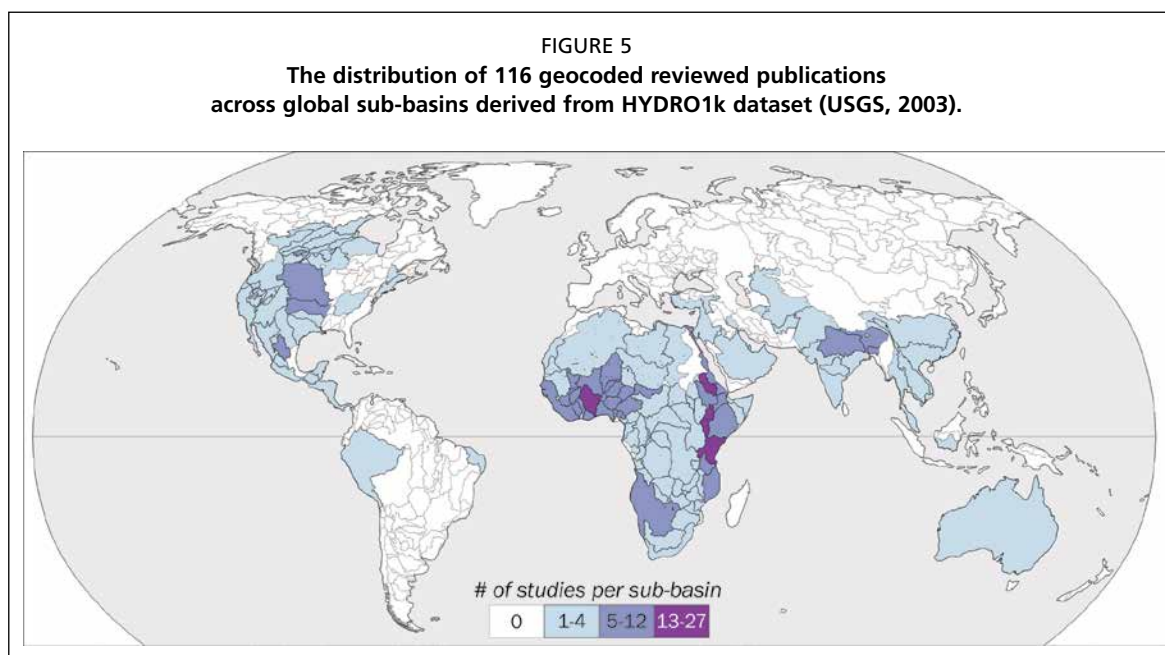 FIGURE 5
The distribution of 116 geocoded reviewed publications
across global sub-basins derived from HYDRO1k dataset (USGS, 2003).
# of studies per sub-basin
0 1-4 5-12 13-27